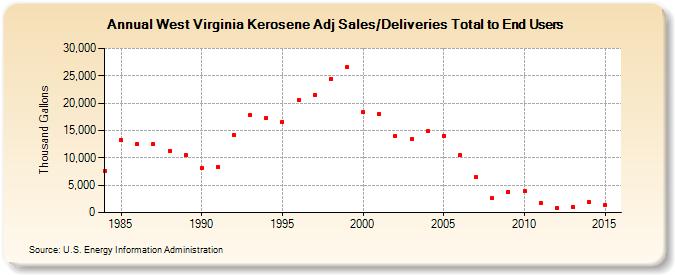 Annual West Virginia Kerosene Adj Sales/Deliveries Total to End Users
Thousand Gallons
30,000
25,000
20,000
15,000
10,000
5,000
0
1985 1990 1995 2000 2005 2010 2015
Source: U.S. Energy Information Administration